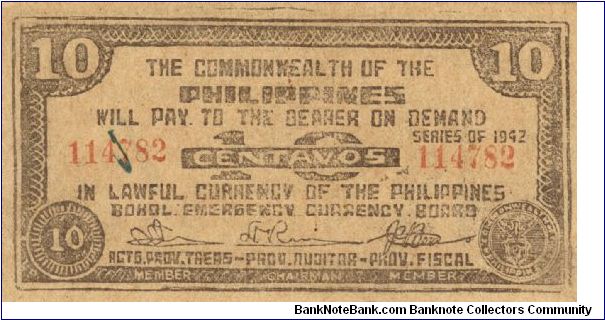 10 10
THE COMMONWEALTH OF THE
PHILIPPINES
WILL PAY TO THE BEARER ON DEMAND
SERIES OF 1942
114782 10 114782
CENTAVOS
IN LAWFUL CURRENCY OF THE PHILIPPINES
BOHOL EMERGENCY CURRENCY BOARD
10
ACTG. PROV. TREAS — PROV. AUDITOR — PROV. FISCAL
MEMBER CHAIRMAN MEMBER
BankNoteBank.com Banknote Collectors Community